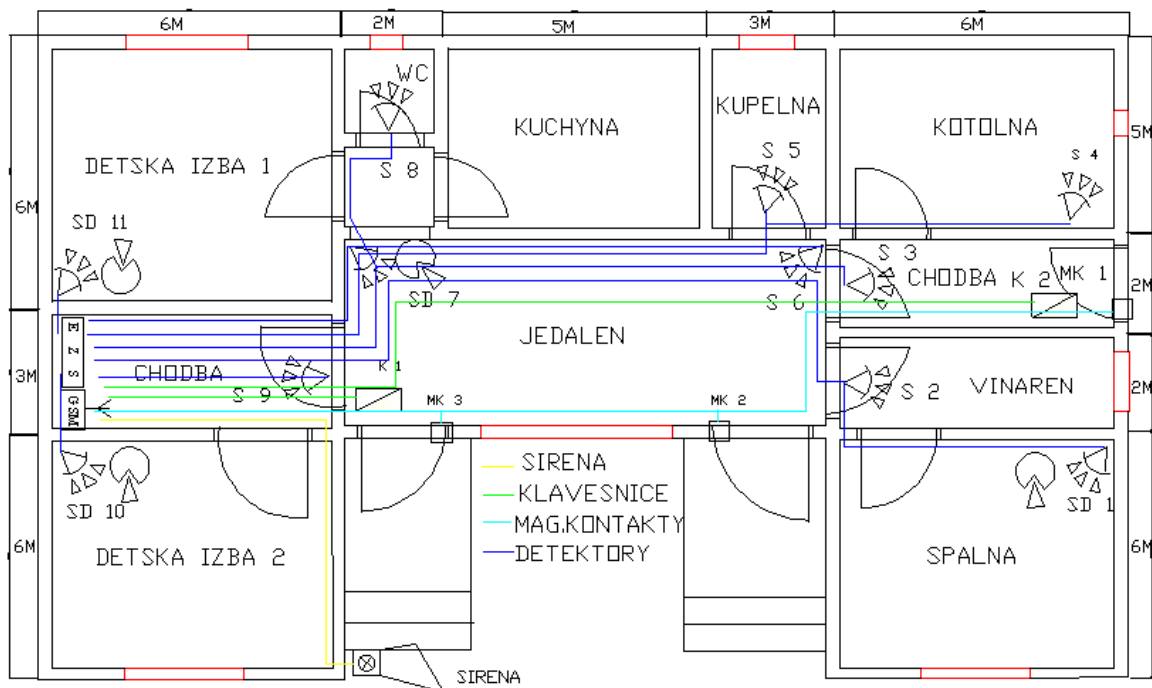 6M
2M
5M
3M
6M
WC
KUCHYNA
KUPELNA
KOTOLNA
5M
DETSKA IZBA 1
S 8
S 5
S 4
6M
SD 11
SD 7
S 6
S 3
CHODBA K 2
MK 1
2M
E Z S
JEDALEN
3M
CHODBA
S 9
K 1
GSM
MK 3
MK 2
S 2
VINAREN
2M
SIRENA
KLAVESNICE
MAG.KONTAKTY
DETEKTORY
SD 10
SD 1
6M
DETSKA IZBA 2
SPALNA
6M
SIRENA